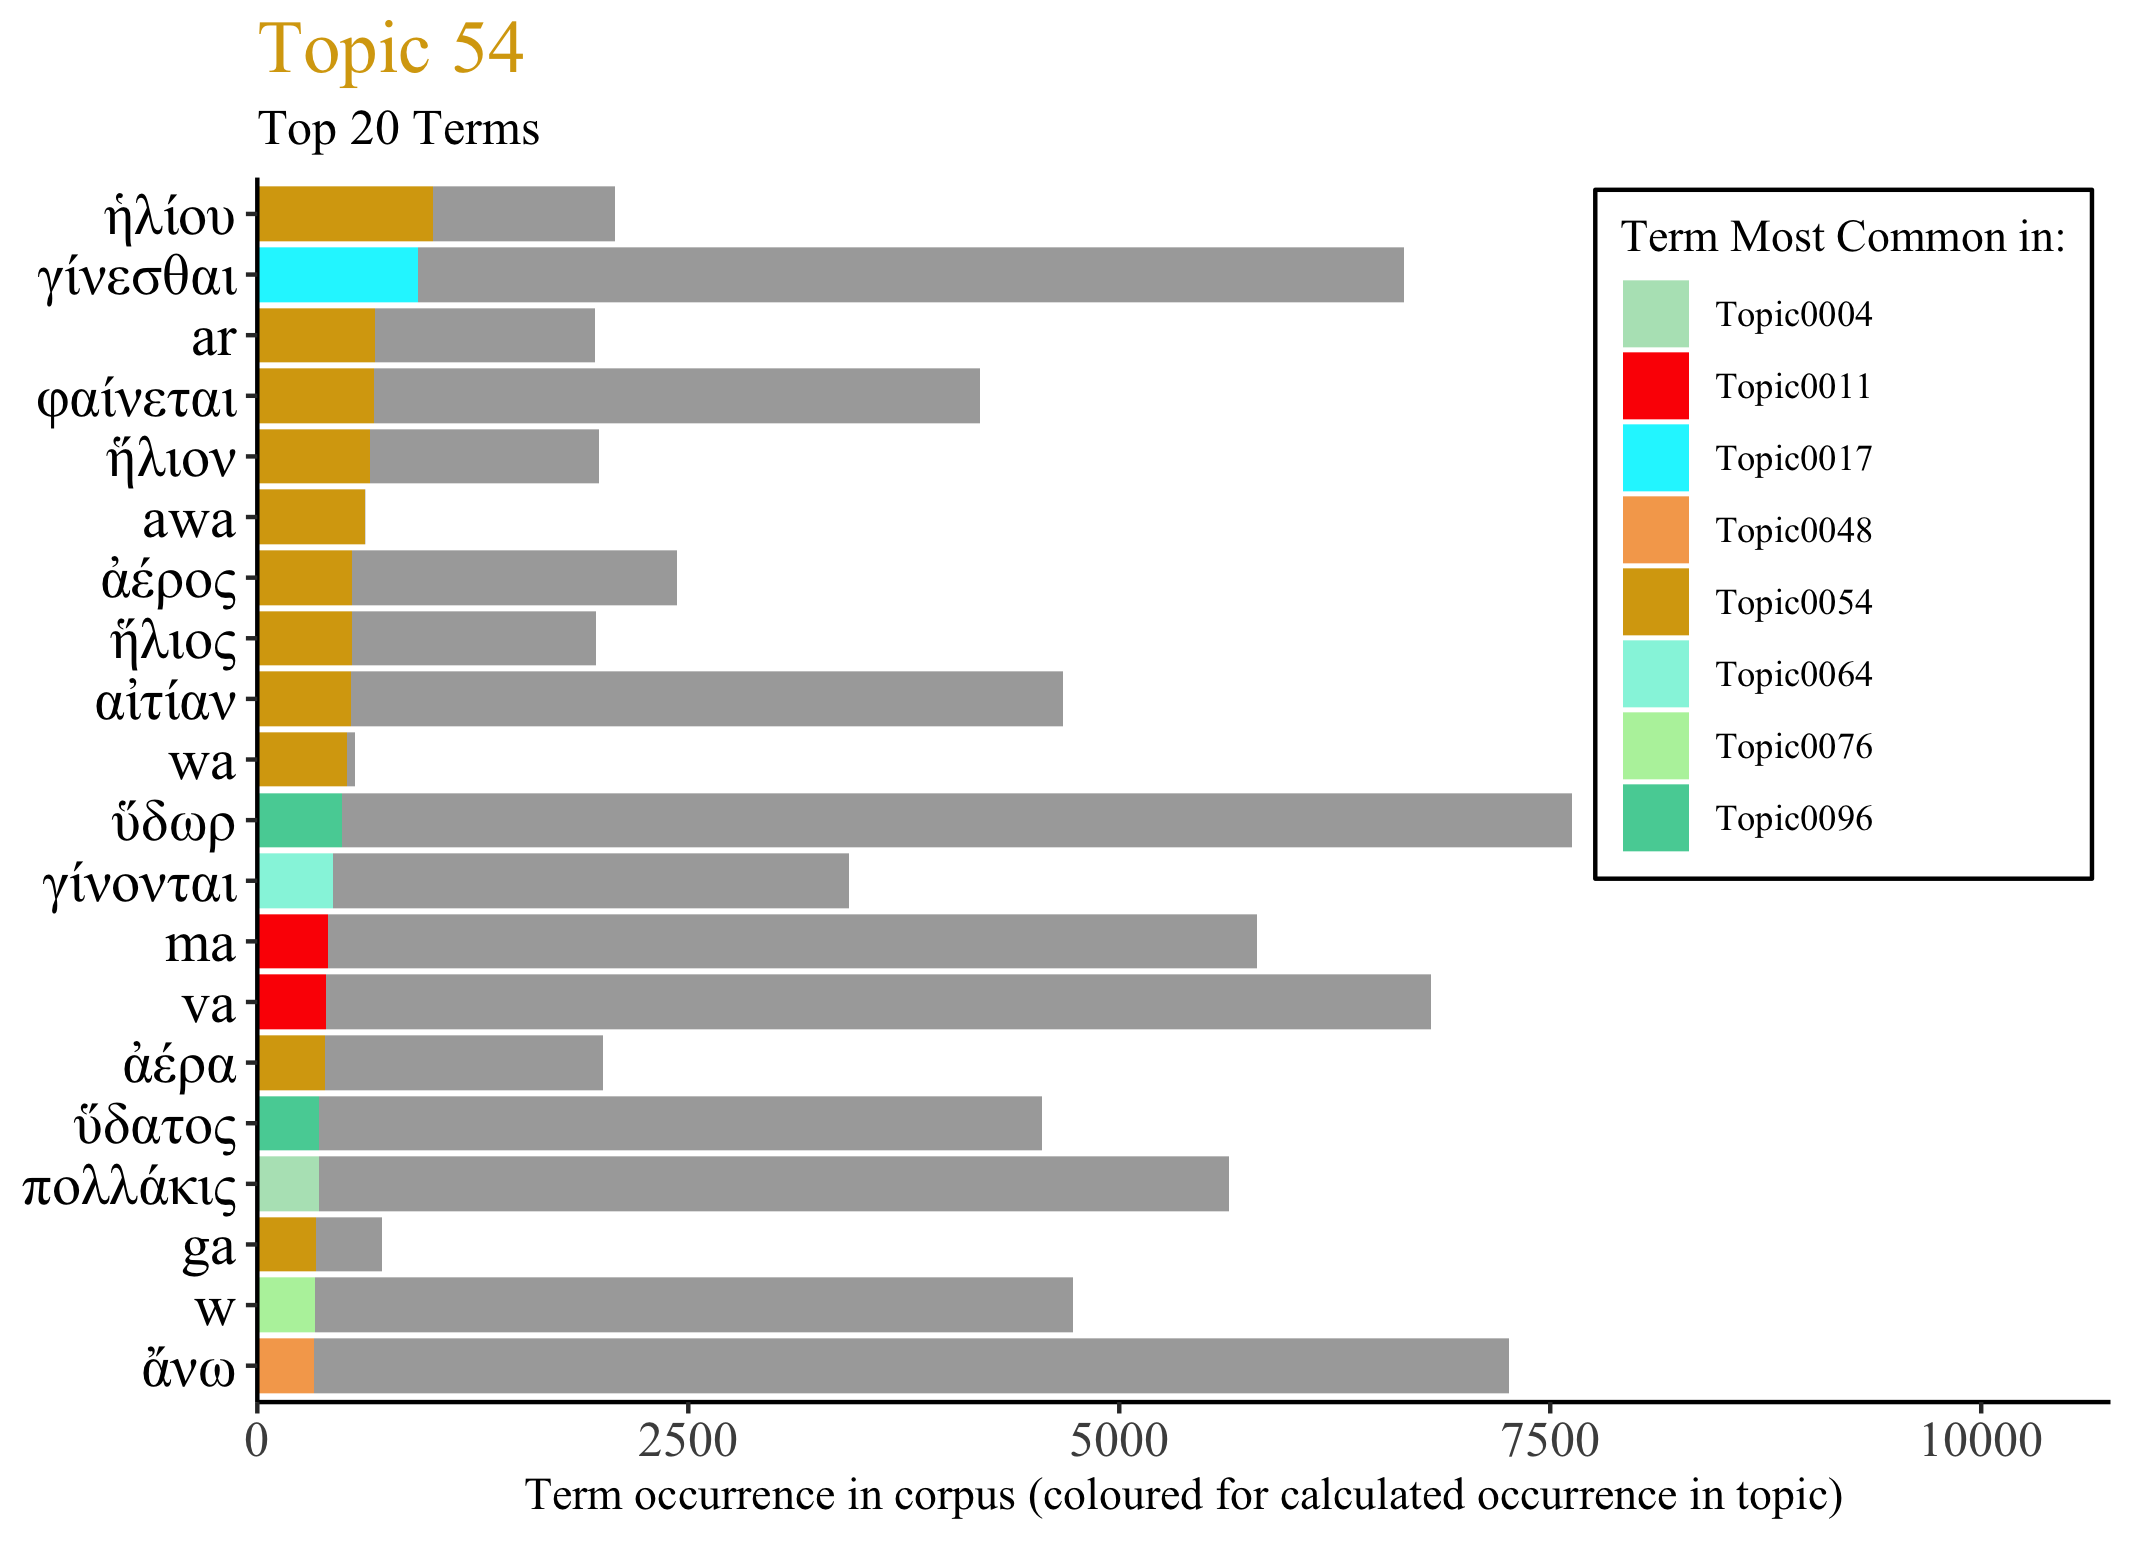 Topic 54
Top 20 Terms
ἡλίου
γίνεσθαι
ar
φαίνεται
ἥλιον
awa
ἀέρος
ἥλιος
αἰτίαν
wa
ὕδωρ
γίνονται
ma
va
ἀέρα
ὕδατος
πολλάκις
ga
w
ἄνω
0 2500 5000 7500 10000
Term occurrence in corpus (coloured for calculated occurrence in topic)
Term Most Common in:
Topic0004
Topic0011
Topic0017
Topic0048
Topic0054
Topic0064
Topic0076
Topic0096